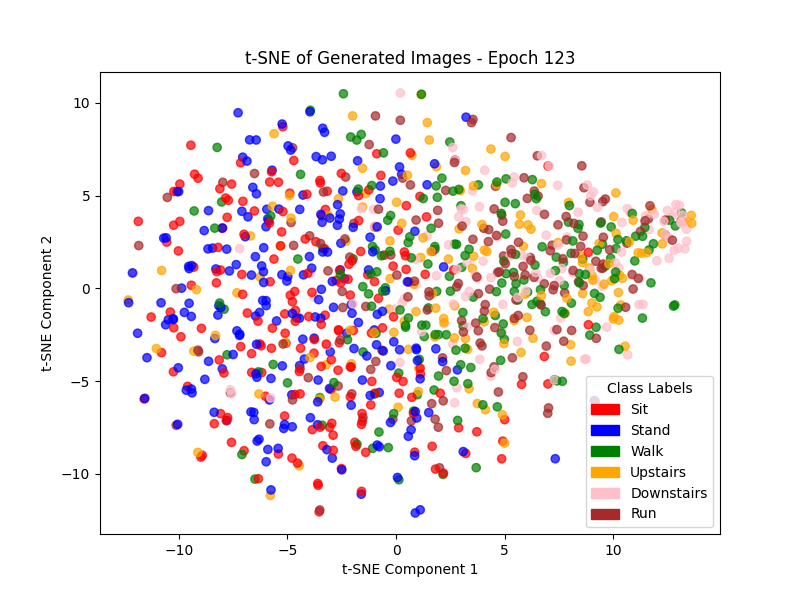 t-SNE of Generated Images - Epoch 123
10
5
0
−5
−10
t-SNE Component 2
−10
−5
0
5
10
t-SNE Component 1
Class Labels
Sit
Stand
Walk
Upstairs
Downstairs
Run